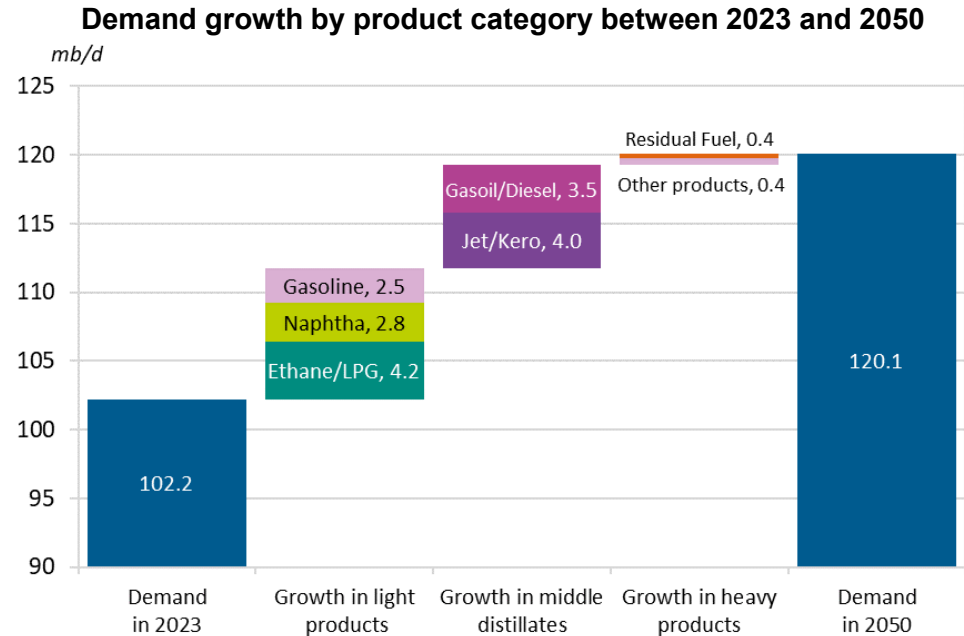 Demand growth by product category between 2023 and 2050
mb/d
125
120
115
110
105
100
95
90
102.2
Gasoline, 2.5
Naphtha, 2.8
Ethane/LPG, 4.2
Gasoil/Diesel, 3.5
Jet/Kero, 4.0
Residual Fuel, 0.4
Other products, 0.4
120.1
Demand
in 2023
Growth in light
products
Growth in middle
distillates
Growth in heavy
products
Demand
in 2050